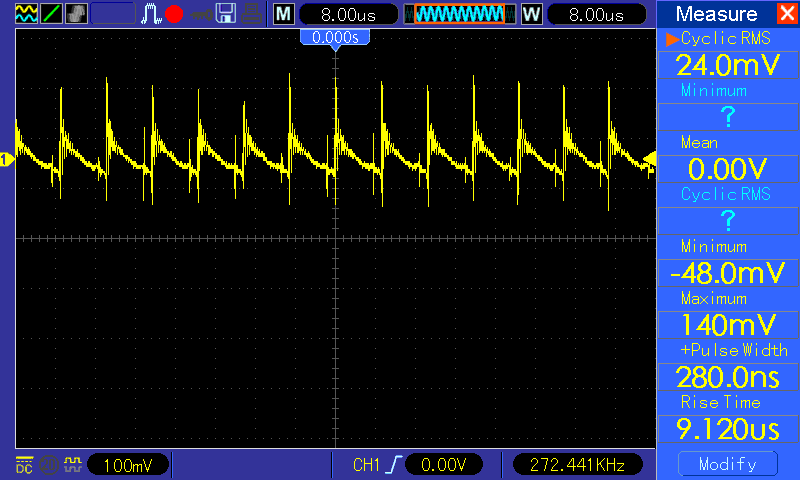 M 8.00us W 8.00us Measure
0.000s
Cyclic RMS
24.0mV
Minimum
?
Mean
0.00V
Cyclic RMS
?
Minimum
-48.0mV
Maximum
140mV
+Pulse Width
280.0ns
Rise Time
9.120us
Modify
1
DC 100mV CH1 0.00V 272.441KHz